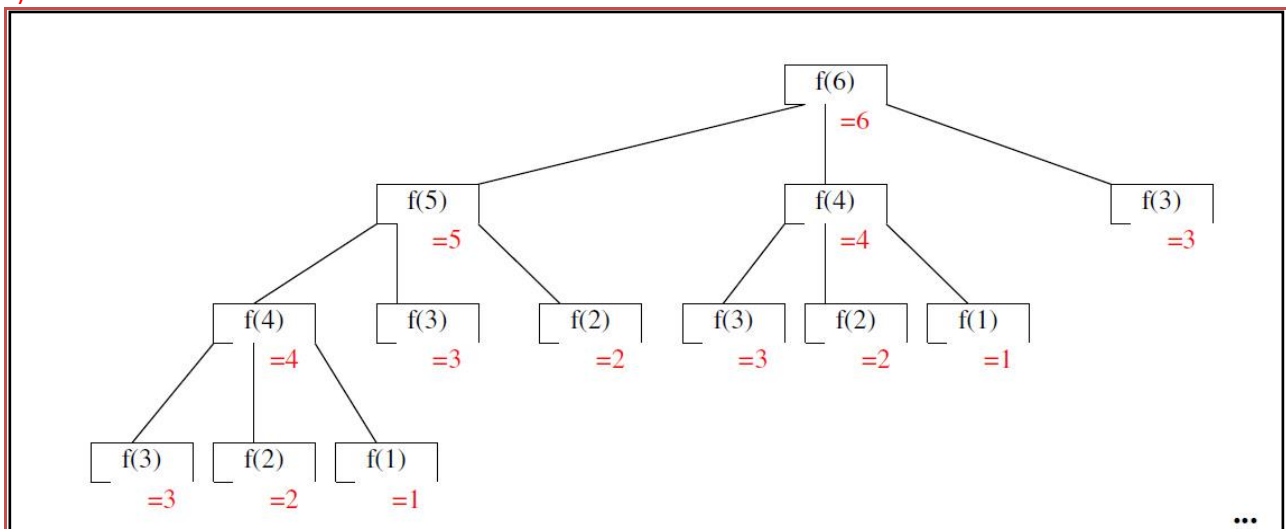 f(6)
=6
f(5) f(4) f(3)
=5 =4 =3
f(4) f(3) f(2) f(3) f(2) f(1)
=4 =3 =2 =3 =2 =1
f(3) f(2) f(1)
=3 =2 =1
...